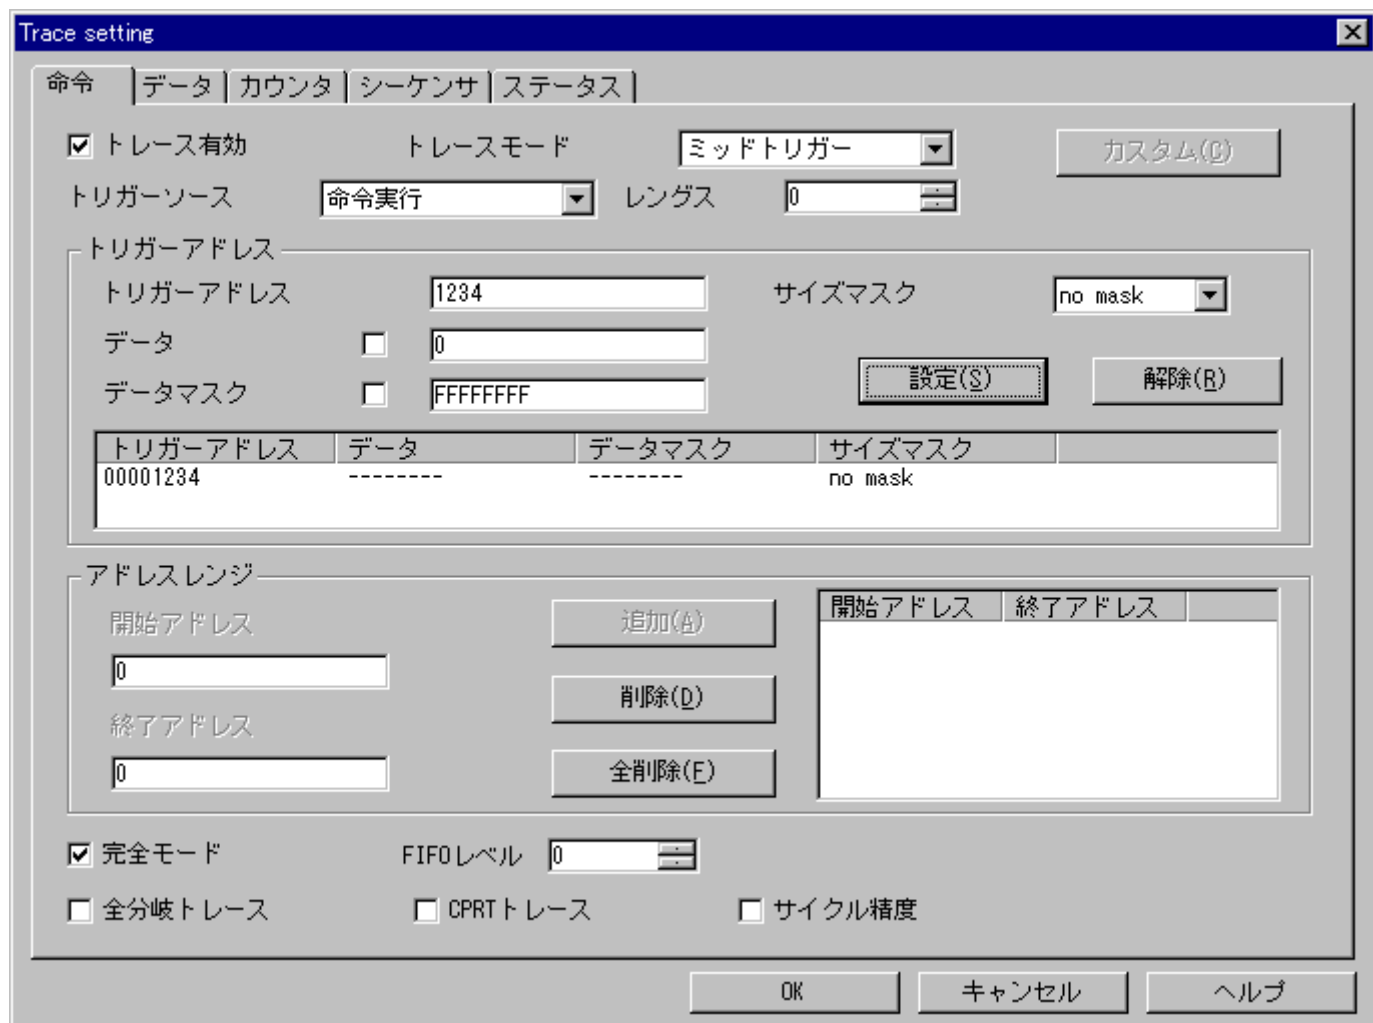 Trace setting
命令 データ カウンタ シーケンサ ステータス
トレース有効 トレースモード ミッドトリガー カスタム(C)
トリガーソース 命令実行 レングス 0
トリガーアドレス
トリガーアドレス 1234 サイズマスク no mask
データ 0
設定(S) 解除(R)
データマスク FFFFFFFF
トリガーアドレス データ データマスク サイズマスク
00001234 -------- -------- no mask
アドレスレンジ
開始アドレス 追加(A) 開始アドレス 終了アドレス
0
削除(D)
終了アドレス
0 全削除(F)
完全モード FIFOレベル 0
全分岐トレース CPRTトレース サイクル精度
OK キャンセル ヘルプ